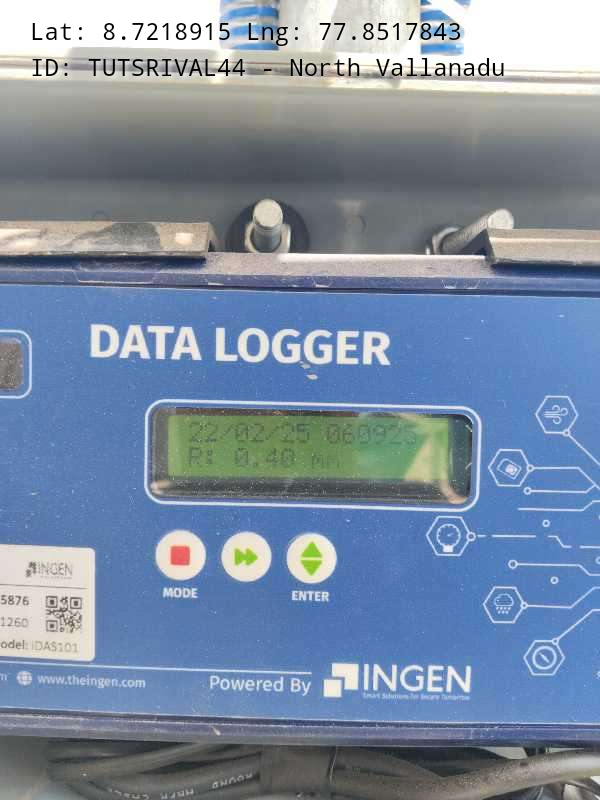 Lat: 8.7218915 Lng: 77.8517843
ID: TUTSRIVAL44 - North Vallanadu
DATA LOGGER
22/02/25 060925
R: 0.40 mm
MODE
ENTER
INGEN
5876
1260
odel: iDAS101
www.theingen.com
Powered By
INGEN
Smart Solutions for Secure Tomorrow
ROUND